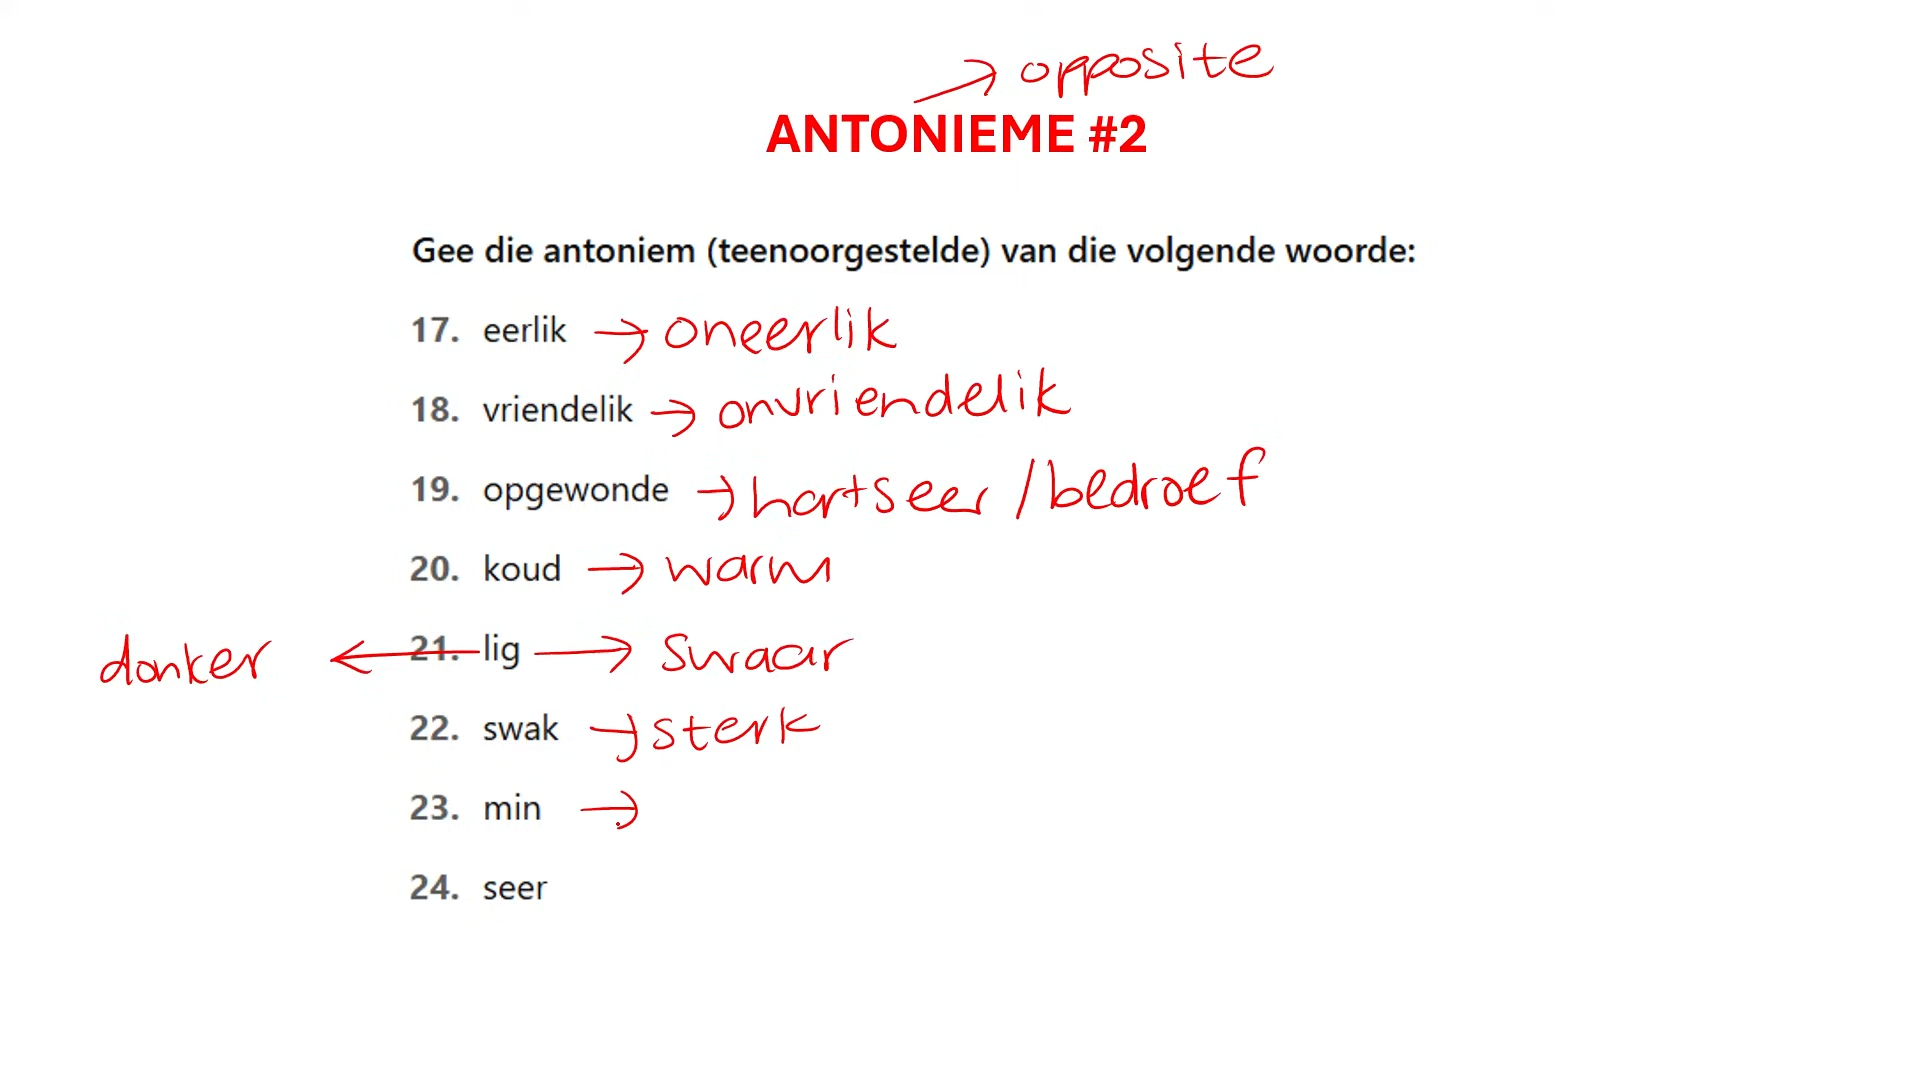 opposite
ANTONIEME #2
Gee die antoniem (teenoorgestelde) van die volgende woorde:
17. eerlik → oneerlik
18. vriendelik → onvriendelik
19. opgewonde → hartseer / bedroef
20. koud → warm
donker ← 21. lig → swaar
22. swak → sterk
23. min →
24. seer